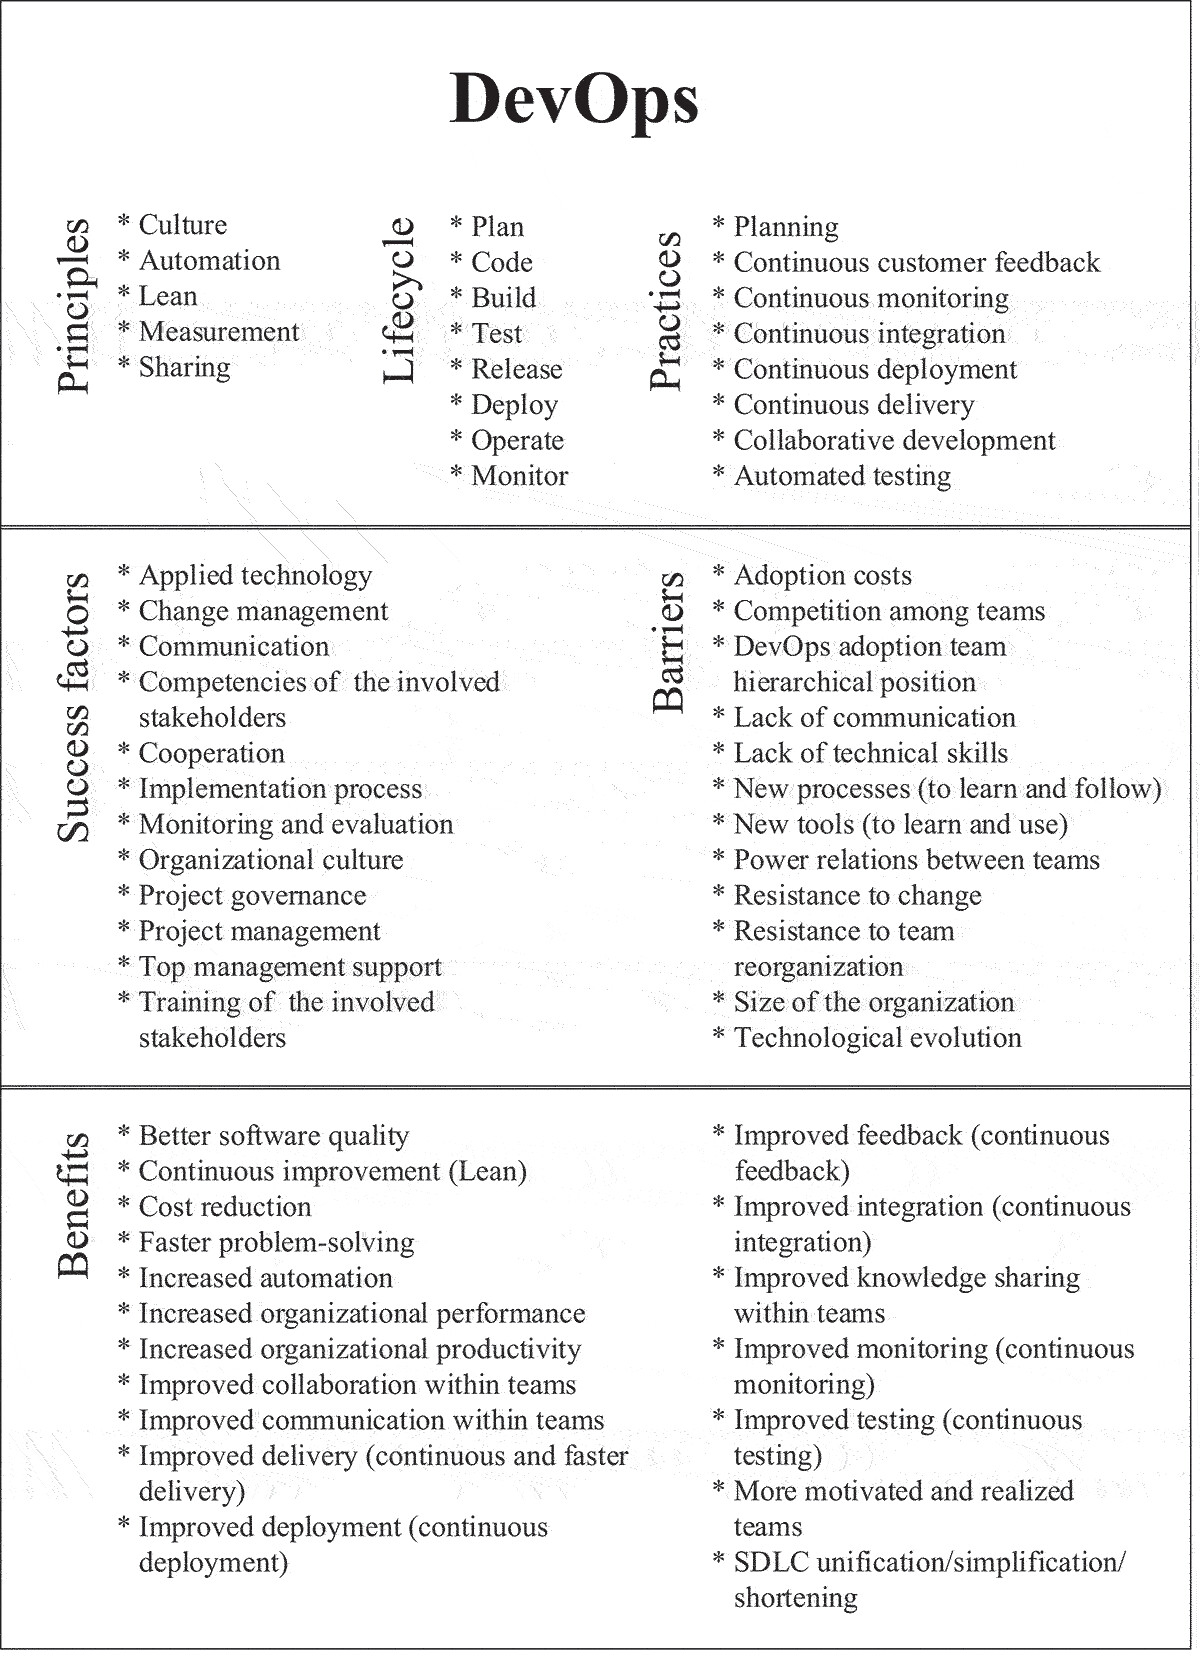 DevOps
Principles
* Culture
* Automation
* Lean
* Measurement
* Sharing
Lifecycle
* Plan
* Code
* Build
* Test
* Release
* Deploy
* Operate
* Monitor
Practices
* Planning
* Continuous customer feedback
* Continuous monitoring
* Continuous integration
* Continuous deployment
* Continuous delivery
* Collaborative development
* Automated testing
Success factors
* Applied technology
* Change management
* Communication
* Competencies of the involved
stakeholders
* Cooperation
* Implementation process
* Monitoring and evaluation
* Organizational culture
* Project governance
* Project management
* Top management support
* Training of the involved
stakeholders
Barriers
* Adoption costs
* Competition among teams
* DevOps adoption team
hierarchical position
* Lack of communication
* Lack of technical skills
* New processes (to learn and follow)
* New tools (to learn and use)
* Power relations between teams
* Resistance to change
* Resistance to team
reorganization
* Size of the organization
* Technological evolution
Benefits
* Better software quality
* Continuous improvement (Lean)
* Cost reduction
* Faster problem-solving
* Increased automation
* Increased organizational performance
* Increased organizational productivity
* Improved collaboration within teams
* Improved communication within teams
* Improved delivery (continuous and faster
delivery)
* Improved deployment (continuous
deployment)
* Improved feedback (continuous
feedback)
* Improved integration (continuous
integration)
* Improved knowledge sharing
within teams
* Improved monitoring (continuous
monitoring)
* Improved testing (continuous
testing)
* More motivated and realized
teams
* SDLC unification/simplification/
shortening